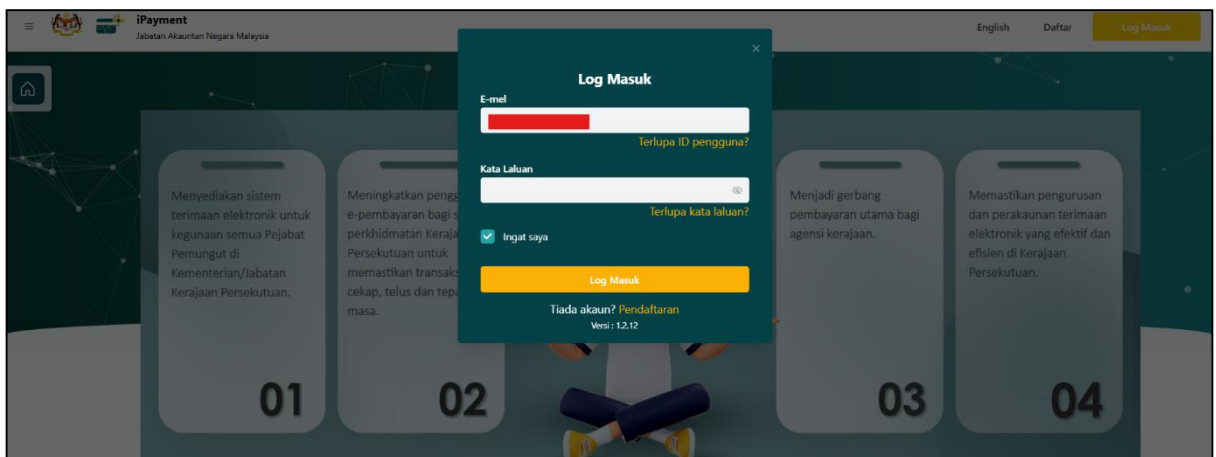 iPayment
Jabatan Akauntan Negara Malaysia
English
Daftar
Log Masuk
Log Masuk
E-mel
Terlupa ID pengguna?
Kata Laluan
Terlupa kata laluan?
Ingat saya
Log Masuk
Tiada akaun? Pendaftaran
Versi : 1.2.12
Menyediakan sistem
terimaan elektronik untuk
kegunaan semua Pejabat
Pemungut di
Kementerian/Jabatan
Kerajaan Persekutuan.
01
Meningkatkan
e-pembayaran bagi
perkhidmatan
Persekutuan untuk
memastikan
cekap, telus dan
masa.
02
Menjadi gerbang
pembayaran utama bagi
agensi kerajaan.
03
Memastikan pengurusan
dan perakaunan terimaan
elektronik yang efektif dan
efisien di Kerajaan
Persekutuan.
04